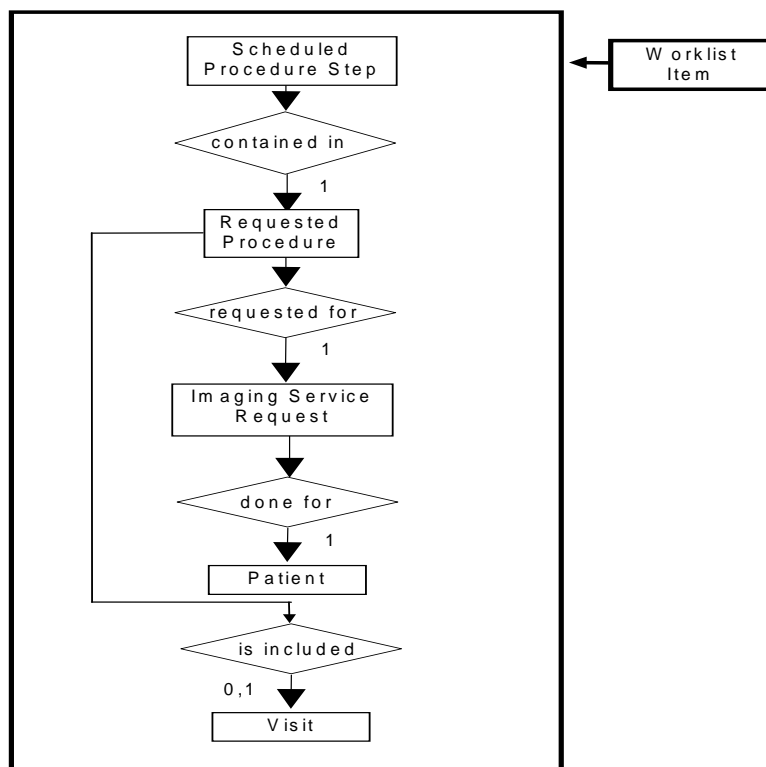 Scheduled
Procedure Step
Worklist
Item
contained in
1
Requested
Procedure
requested for
1
Imaging Service
Request
done for
1
Patient
is included
0,1
Visit